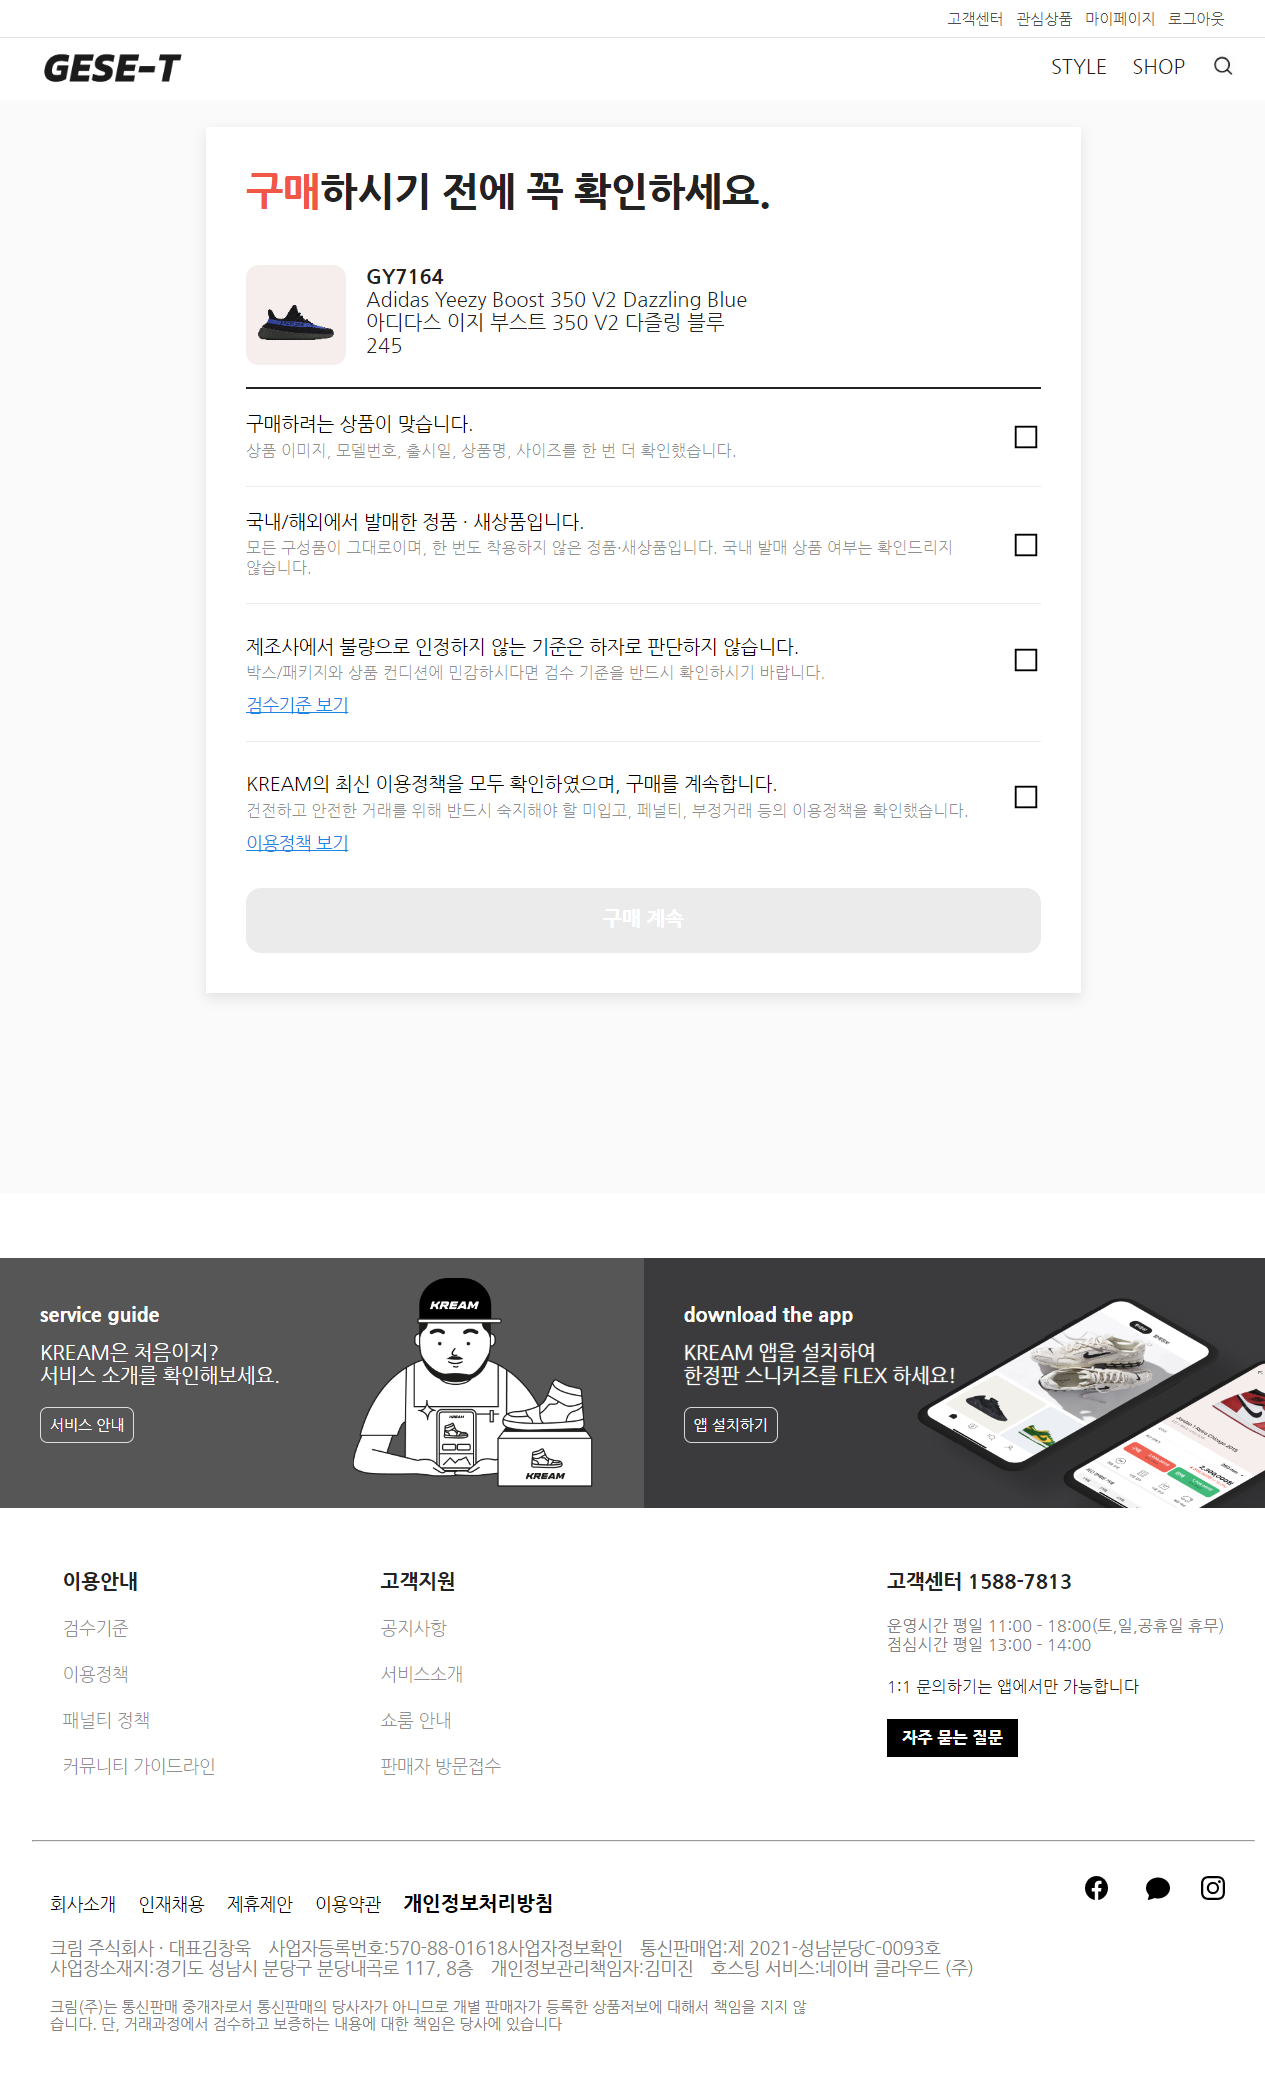 고객센터 관심상품 마이페이지 로그아웃
GESE-T
STYLE SHOP
구매하시기 전에 꼭 확인하세요.
GY7164
Adidas Yeezy Boost 350 V2 Dazzling Blue
아디다스 이지 부스트 350 V2 다즐링 블루
245
구매하려는 상품이 맞습니다.
상품 이미지, 모델번호, 출시일, 상품명, 사이즈를 한 번 더 확인했습니다.
국내/해외에서 발매한 정품 · 새상품입니다.
모든 구성품이 그대로이며, 한 번도 착용하지 않은 정품·새상품입니다. 국내 발매 상품 여부는 확인드리지
않습니다.
제조사에서 불량으로 인정하지 않는 기준은 하자로 판단하지 않습니다.
박스/패키지와 상품 컨디션에 민감하시다면 검수 기준을 반드시 확인하시기 바랍니다.
검수기준 보기
KREAM의 최신 이용정책을 모두 확인하였으며, 구매를 계속합니다.
건전하고 안전한 거래를 위해 반드시 숙지해야 할 미입고, 페널티, 부정거래 등의 이용정책을 확인했습니다.
이용정책 보기
구매 계속
service guide
KREAM은 처음이지?
서비스 소개를 확인해보세요.
서비스 안내
KREAM
KREAM
KREAM
download the app
KREAM 앱을 설치하여
한정판 스니커즈를 FLEX 하세요!
앱 설치하기
이용안내
검수기준
이용정책
패널티 정책
커뮤니티 가이드라인
고객지원
공지사항
서비스소개
쇼룸 안내
판매자 방문접수
고객센터 1588-7813
운영시간 평일 11:00 - 18:00(토,일,공휴일 휴무)
점심시간 평일 13:00 - 14:00
1:1 문의하기는 앱에서만 가능합니다
자주 묻는 질문
회사소개 인재채용 제휴제안 이용약관 개인정보처리방침
크림 주식회사 · 대표김창욱 사업자등록번호:570-88-01618사업자정보확인 통신판매업:제 2021-성남분당C-0093호
사업장소재지:경기도 성남시 분당구 분당내곡로 117, 8층 개인정보관리책임자:김미진 호스팅 서비스:네이버 클라우드 (주)
크림(주)는 통신판매 중개자로서 통신판매의 당사자가 아니므로 개별 판매자가 등록한 상품저보에 대해서 책임을 지지 않
습니다. 단, 거래과정에서 검수하고 보증하는 내용에 대한 책임은 당사에 있습니다